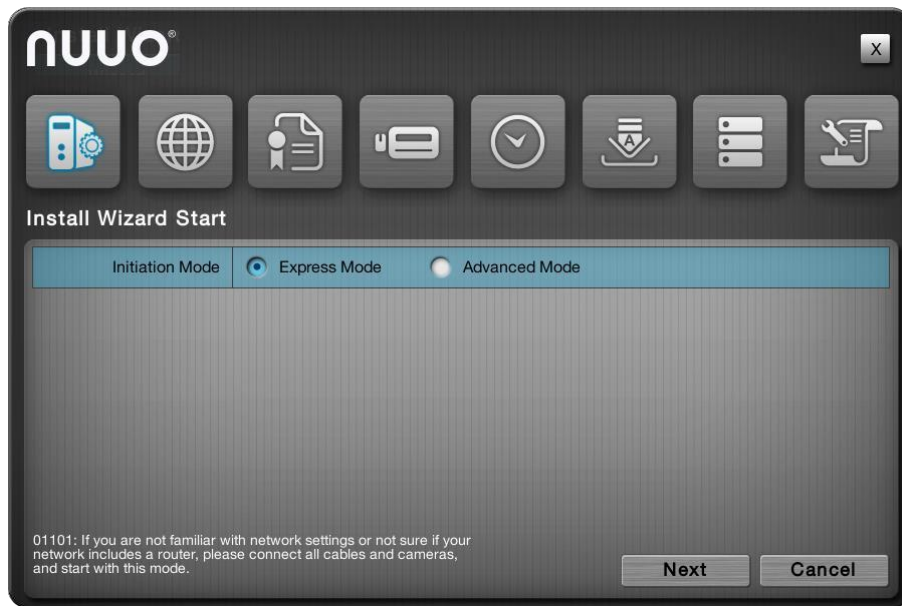 nuuo®
X
A
Install Wizard Start
Initiation Mode Express Mode Advanced Mode
01101: If you are not familiar with network settings or not sure if your
network includes a router, please connect all cables and cameras,
and start with this mode.
Next Cancel